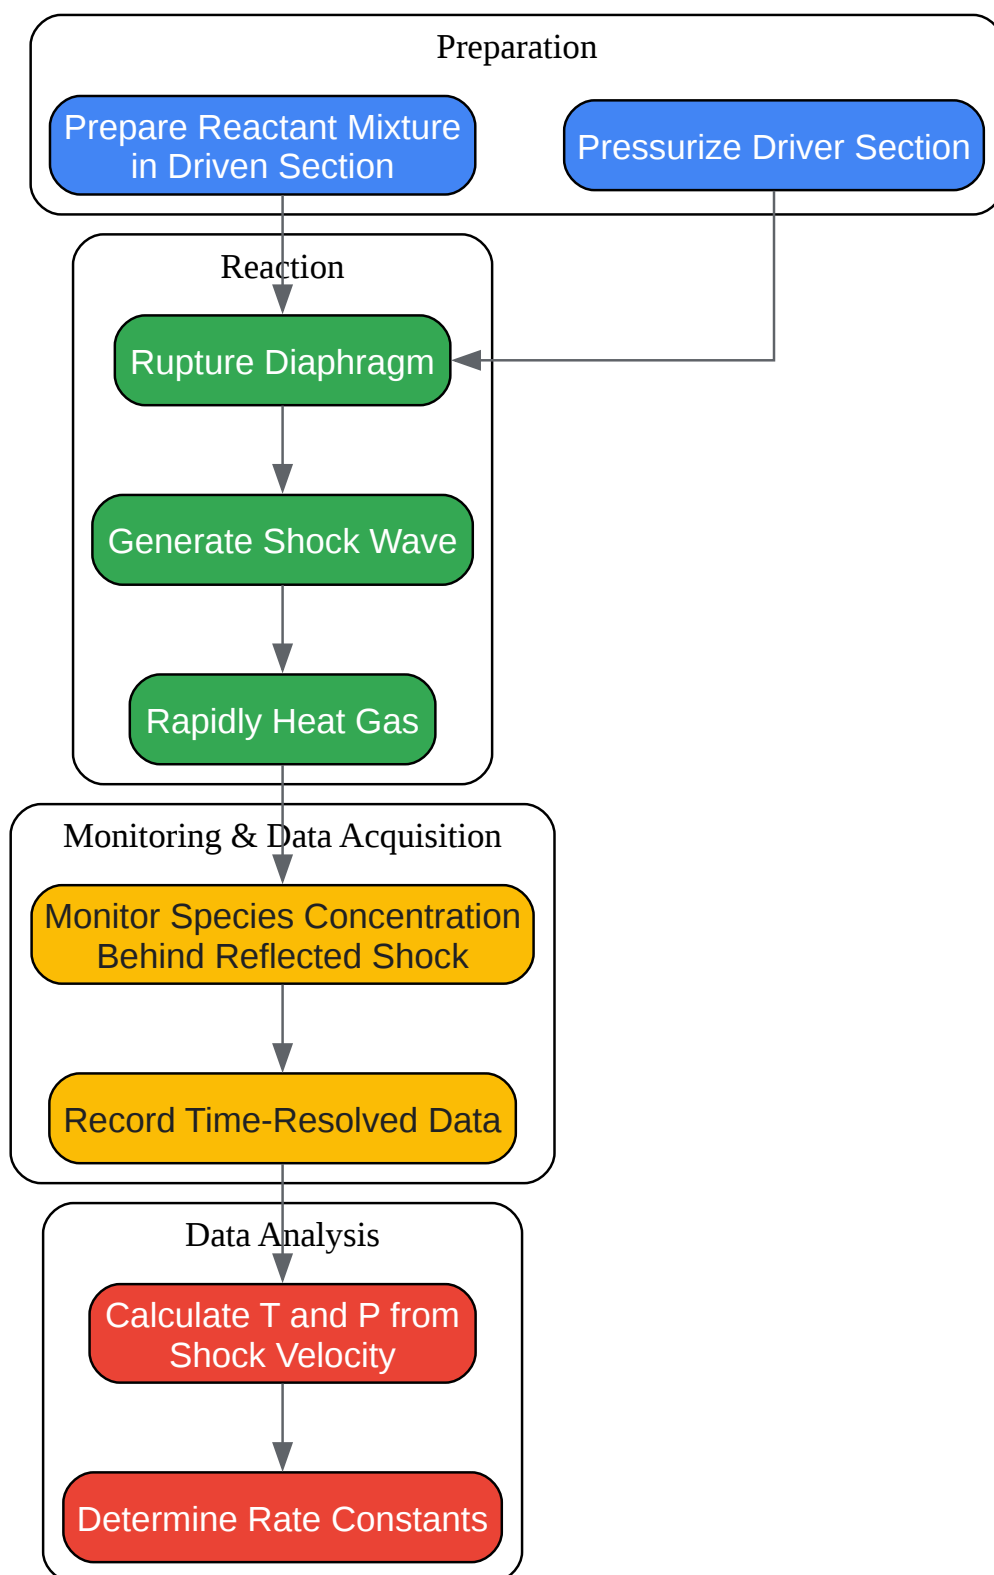 Preparation
Prepare Reactant Mixture
in Driven Section
Pressurize Driver Section
Reaction
Rupture Diaphragm
Generate Shock Wave
Rapidly Heat Gas
Monitoring & Data Acquisition
Monitor Species Concentration
Behind Reflected Shock
Record Time-Resolved Data
Data Analysis
Calculate T and P from
Shock Velocity
Determine Rate Constants